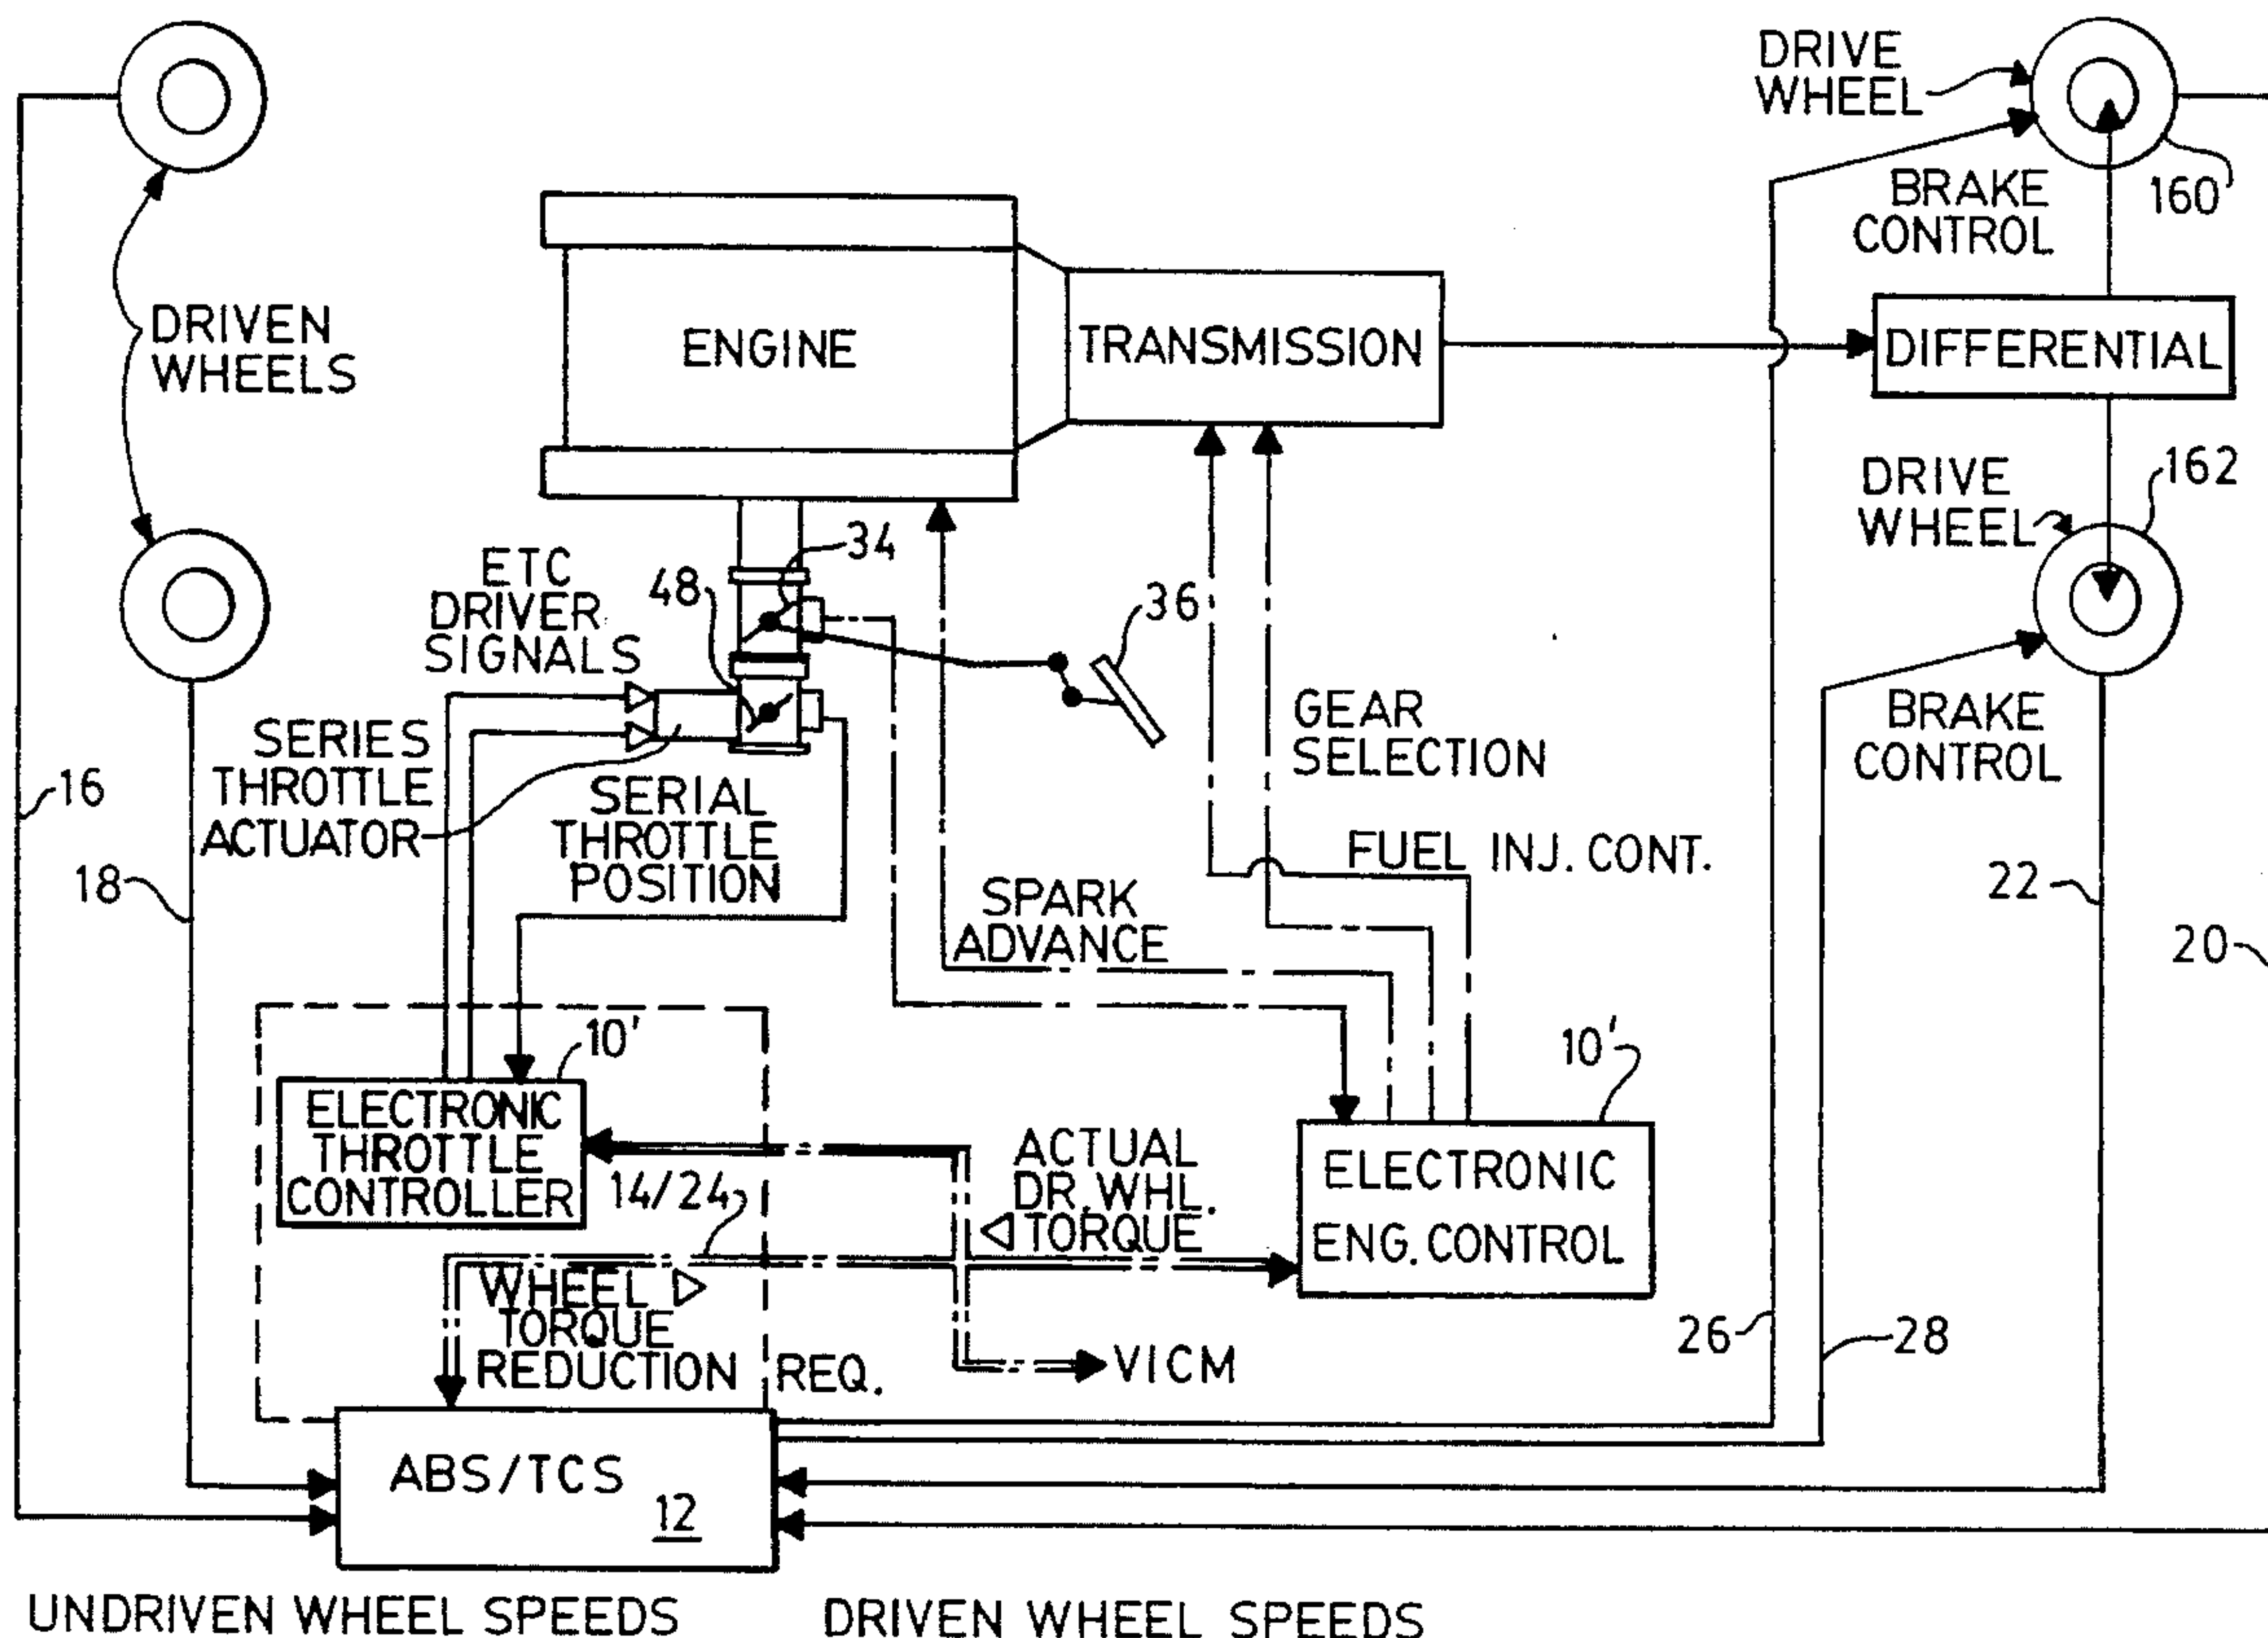 DRIVE
WHEEL
BRAKE
CONTROL
160
DRIVEN
WHEELS
ENGINE
TRANSMISSION
DIFFERENTIAL
DRIVE
WHEEL
162
34
ETC
DRIVER
SIGNALS
48
36
GEAR
SELECTION
BRAKE
CONTROL
SERIES
THROTTLE
ACTUATOR
16
SERIAL
THROTTLE
POSITION
18
FUEL INJ. CONT.
SPARK
ADVANCE
22
20
10'
10'
ELECTRONIC
THROTTLE
CONTROLLER
14/24
ACTUAL
DR. WHL.
TORQUE
ELECTRONIC
ENG. CONTROL
WHEEL
TORQUE
REDUCTION REQ.
VICM
26
28
ABS/TCS
12
UNDRIVEN WHEEL SPEEDS
DRIVEN WHEEL SPEEDS